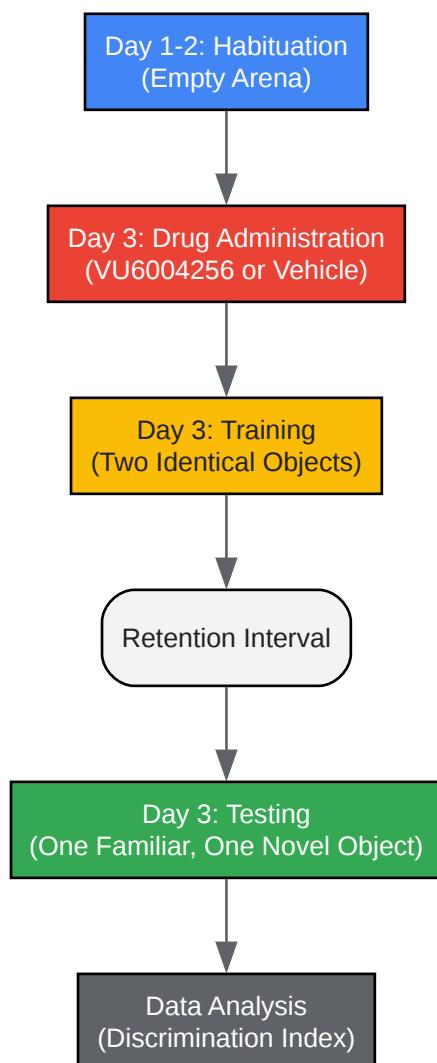 Day 1-2: Habituation
(Empty Arena)
Day 3: Drug Administration
(VU6004256 or Vehicle)
Day 3: Training
(Two Identical Objects)
Retention Interval
Day 3: Testing
(One Familiar, One Novel Object)
Data Analysis
(Discrimination Index)